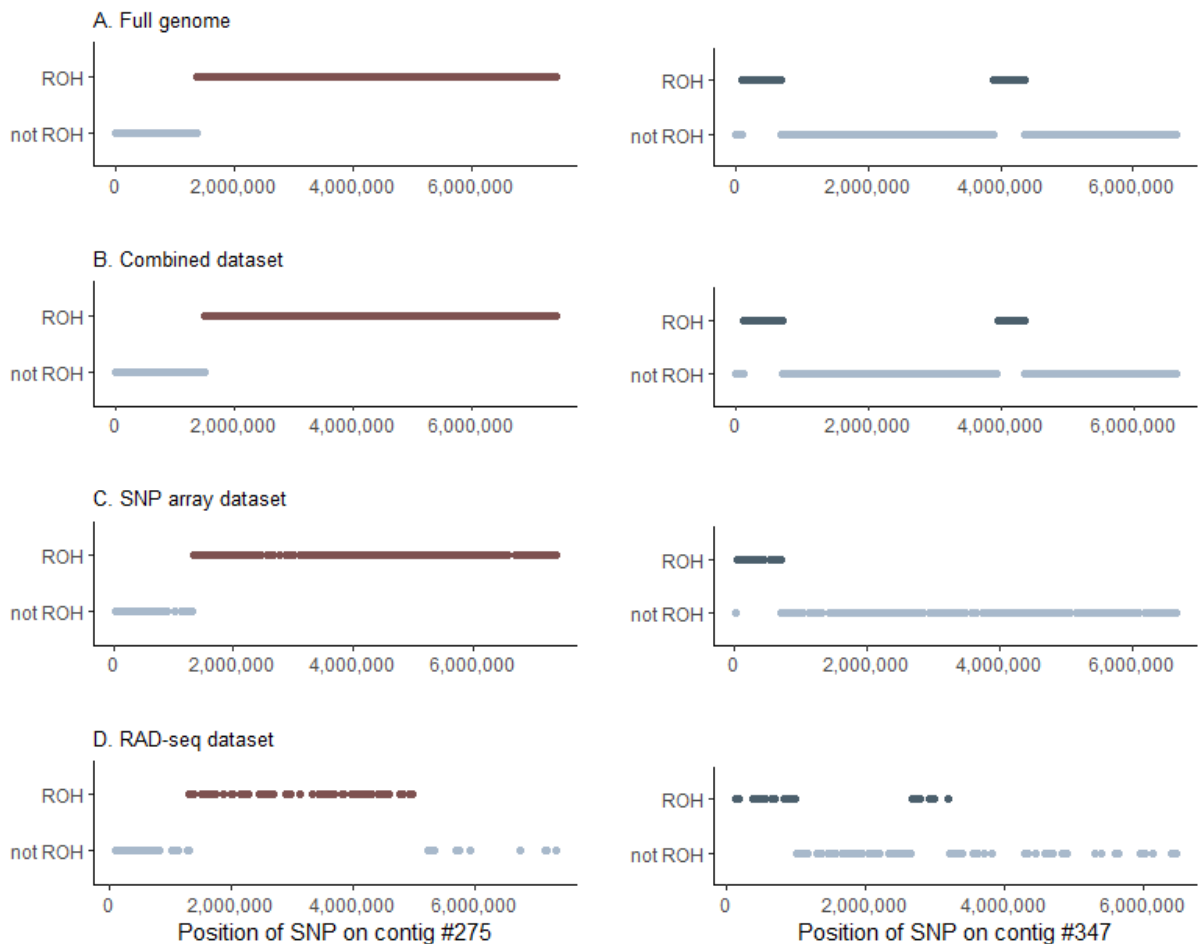 A. Full genome
ROH
not ROH
0 2,000,000 4,000,000 6,000,000
ROH
not ROH
0 2,000,000 4,000,000 6,000,000
B. Combined dataset
ROH
not ROH
0 2,000,000 4,000,000 6,000,000
ROH
not ROH
0 2,000,000 4,000,000 6,000,000
C. SNP array dataset
ROH
not ROH
0 2,000,000 4,000,000 6,000,000
ROH
not ROH
0 2,000,000 4,000,000 6,000,000
D. RAD-seq dataset
ROH
not ROH
0 2,000,000 4,000,000 6,000,000
Position of SNP on contig #275
ROH
not ROH
0 2,000,000 4,000,000 6,000,000
Position of SNP on contig #347